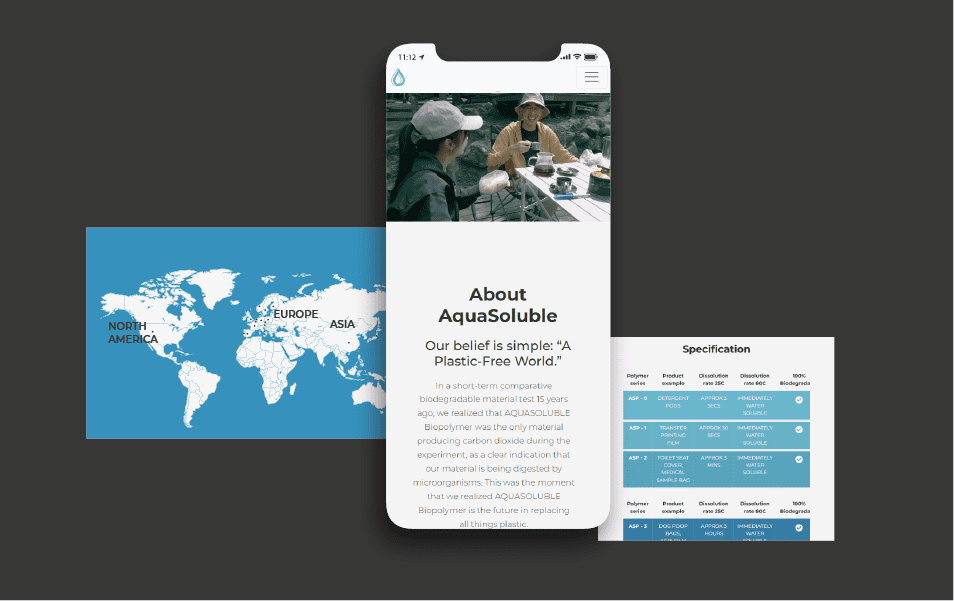 11:12
NORTH
AMERICA
EUROPE
ASIA
About
AquaSoluble
Our belief is simple: “A
Plastic-Free World.”
In a short-term comparative
biodegradable material test 15 years
ago, we realized that AQUASOLUBLE
Biopolymer was the only material
producing carbon dioxide during the
experiment, as a clear indication that
our material is being digested by
microorganisms. This was the moment
that we realized AQUASOLUBLE
Biopolymer is the future in replacing
all things plastic.
Specification
Polymer series Product example Dissolution rate 25C Dissolution rate 80C 100% Biodegrada
ASP - 0 DETERGENT PODS APPROX 3 SECS IMMEDIATELY WATER SOLUBLE
ASP - 1 TRANSFER PRINTING FILM APPROX 30 SECS IMMEDIATELY WATER SOLUBLE
ASP - 2 TOILET SEAT COVER, MEDICAL SAMPLE BAG APPROX 3 MINS IMMEDIATELY WATER SOLUBLE
Polymer series Product example Dissolution rate 25C Dissolution rate 80C 100% Biodegrada
ASP - 3 DOG POOP BAGS, APPROX 3 HOURS IMMEDIATELY WATER